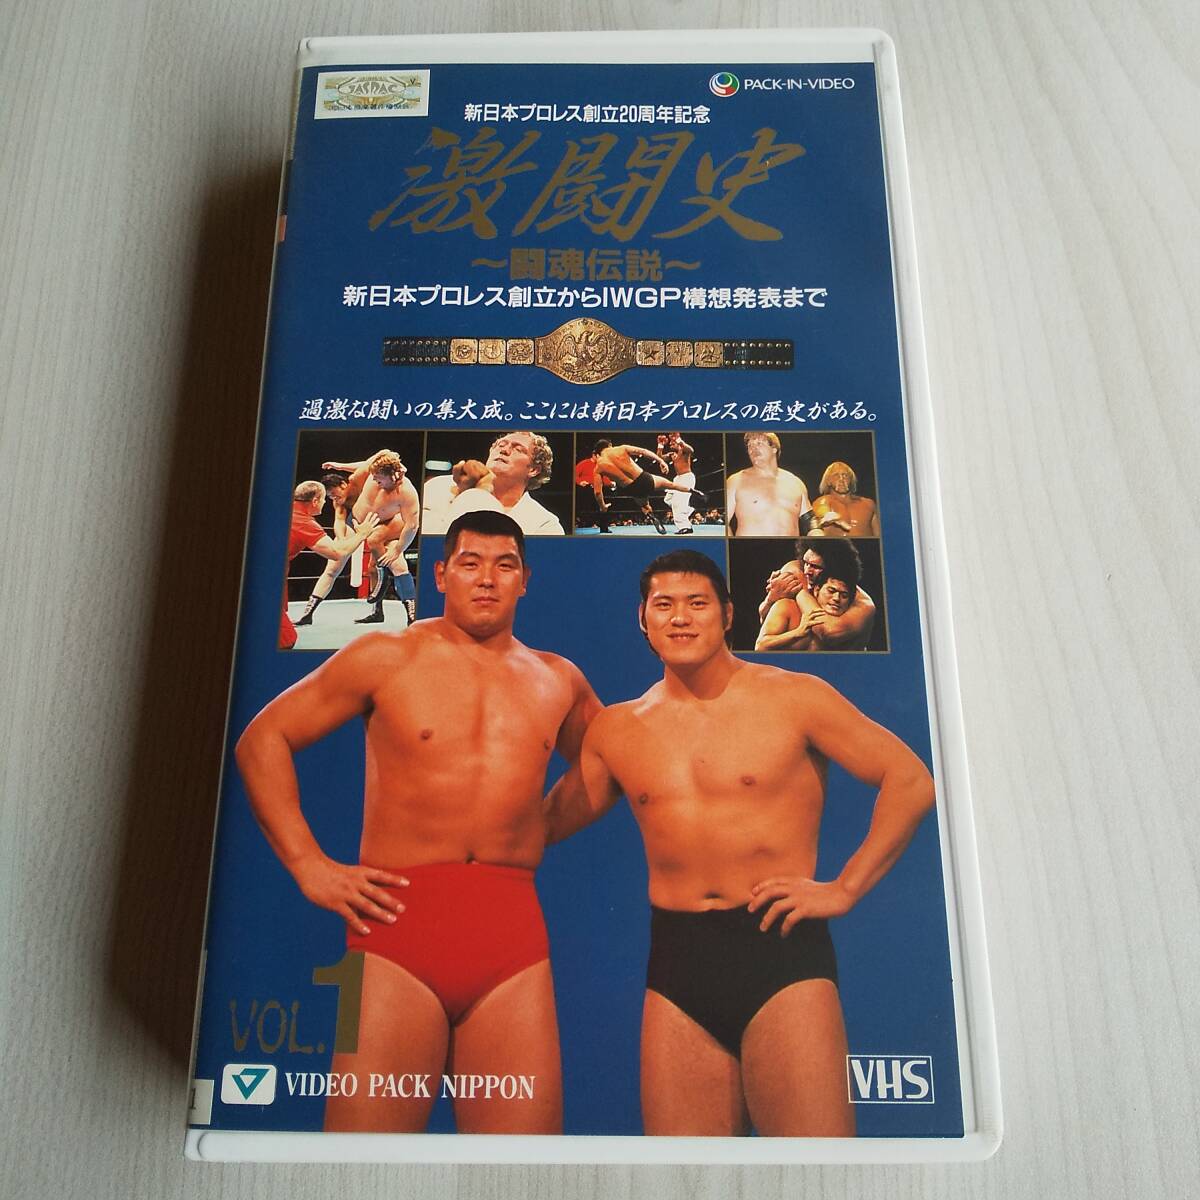 JASPAC
PACK-IN-VIDEO
新日本プロレス創立20周年記念
激闘史
〜闘魂伝説〜
新日本プロレス創立からIWGP構想発表まで
過激な闘いの集大成。ここには新日本プロレスの歴史がある。
VOL.1
VIDEO PACK NIPPON
VHS
1